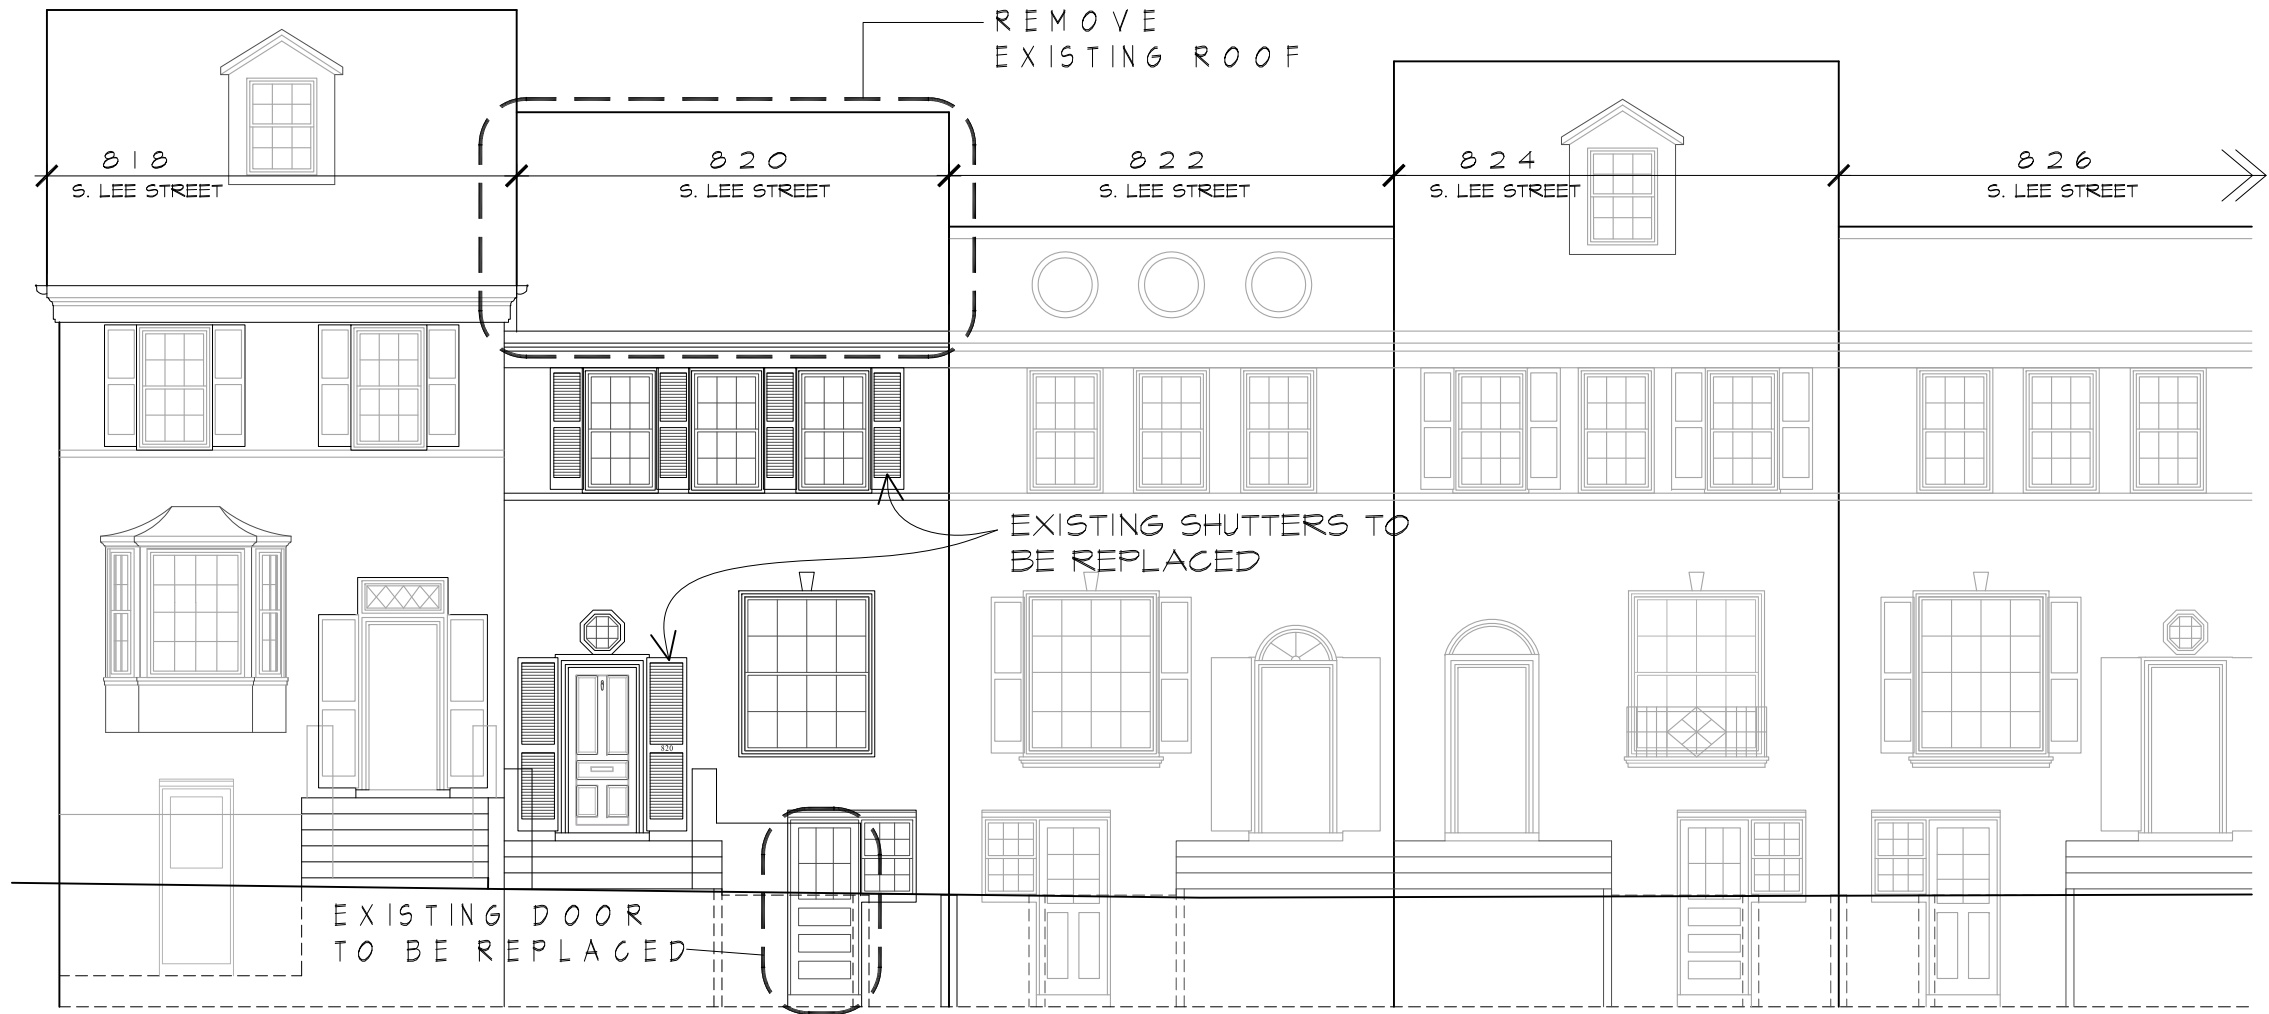 REMOVE
EXISTING ROOF
818
S. LEE STREET
820
S. LEE STREET
822
S. LEE STREET
824
S. LEE STREET
826
S. LEE STREET
EXISTING SHUTTERS TO
BE REPLACED
820
EXISTING DOOR
TO BE REPLACED